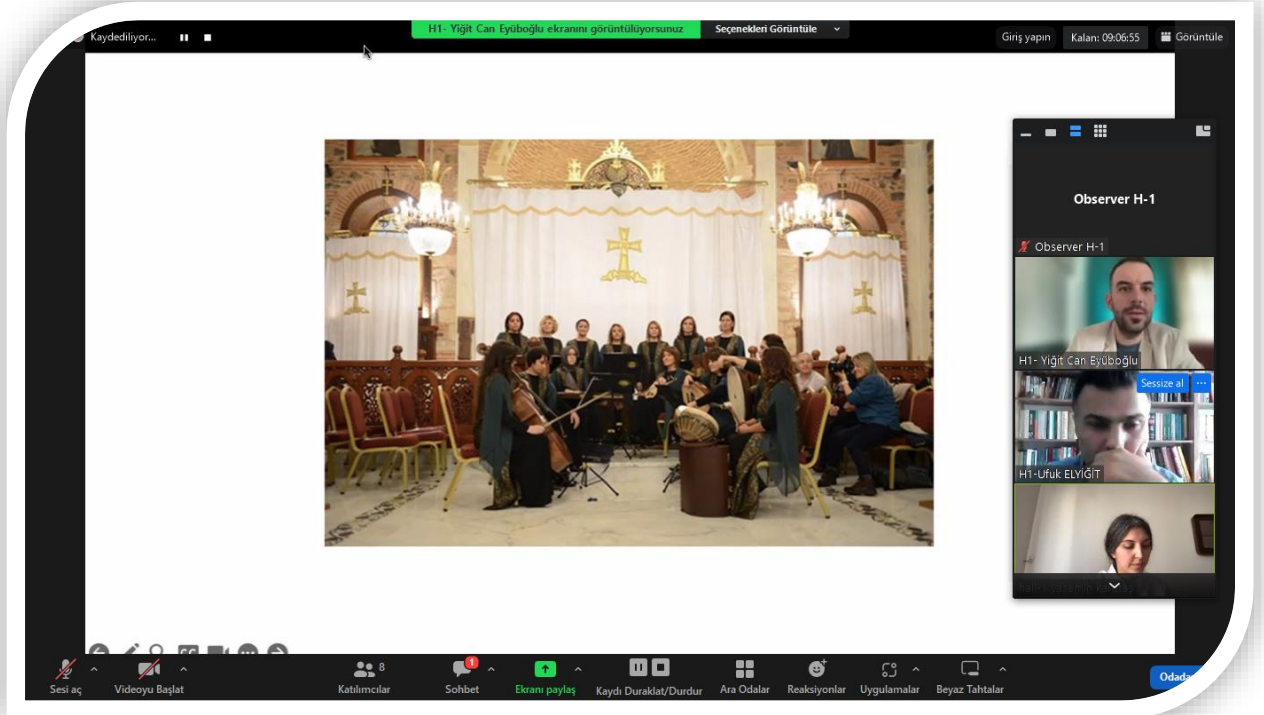 Kaydediliyor...
H1- Yiğit Can Eyüboğlu ekranını görüntülüyorsunuz
Seçenekleri Görüntüle
Giriş yapın
Kalan: 09:06:55
Görüntüle
Observer H-1
Observer H-1
H1- Yiğit Can Eyüboğlu
Sessize al
H1-Ufuk ELYİĞİT
Sesi aç
Videoyu Başlat
8
Katılımcılar
1
Sohbet
Ekranı paylaş
Kaydı Duraklat/Durdur
Ara Odalar
Reaksiyonlar
Uygulamalar
Beyaz Tahtalar